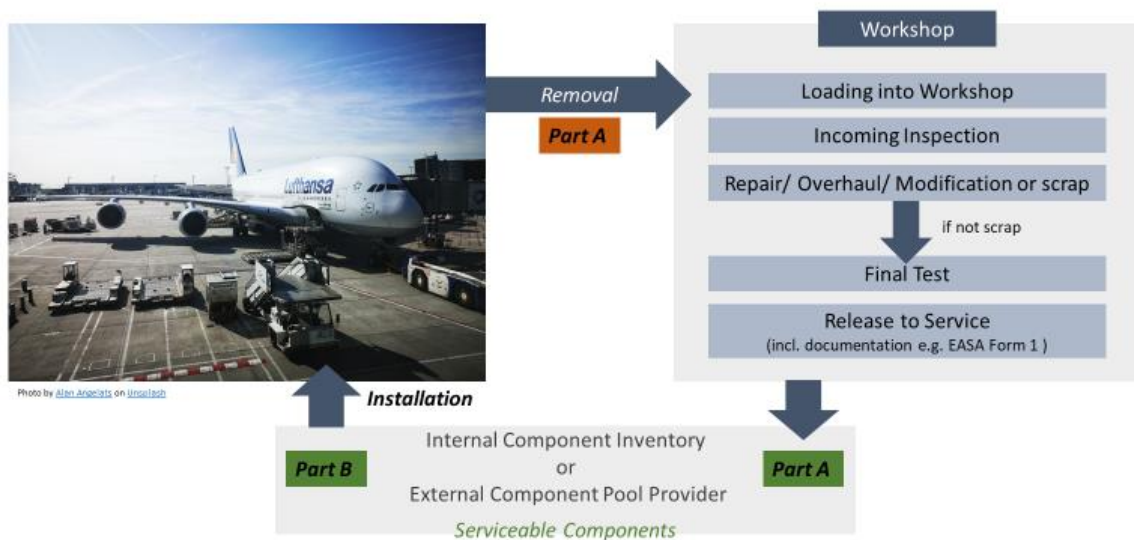 Workshop
Removal
Part A
Loading into Workshop
Incoming Inspection
Repair/ Overhaul/ Modification or scrap
if not scrap
Final Test
Release to Service
(incl. documentation e.g. EASA Form 1 )
Lufthansa
Photo by Alan Angelats on Unsplash
Installation
Internal Component Inventory
or
External Component Pool Provider
Part B
Part A
Serviceable Components